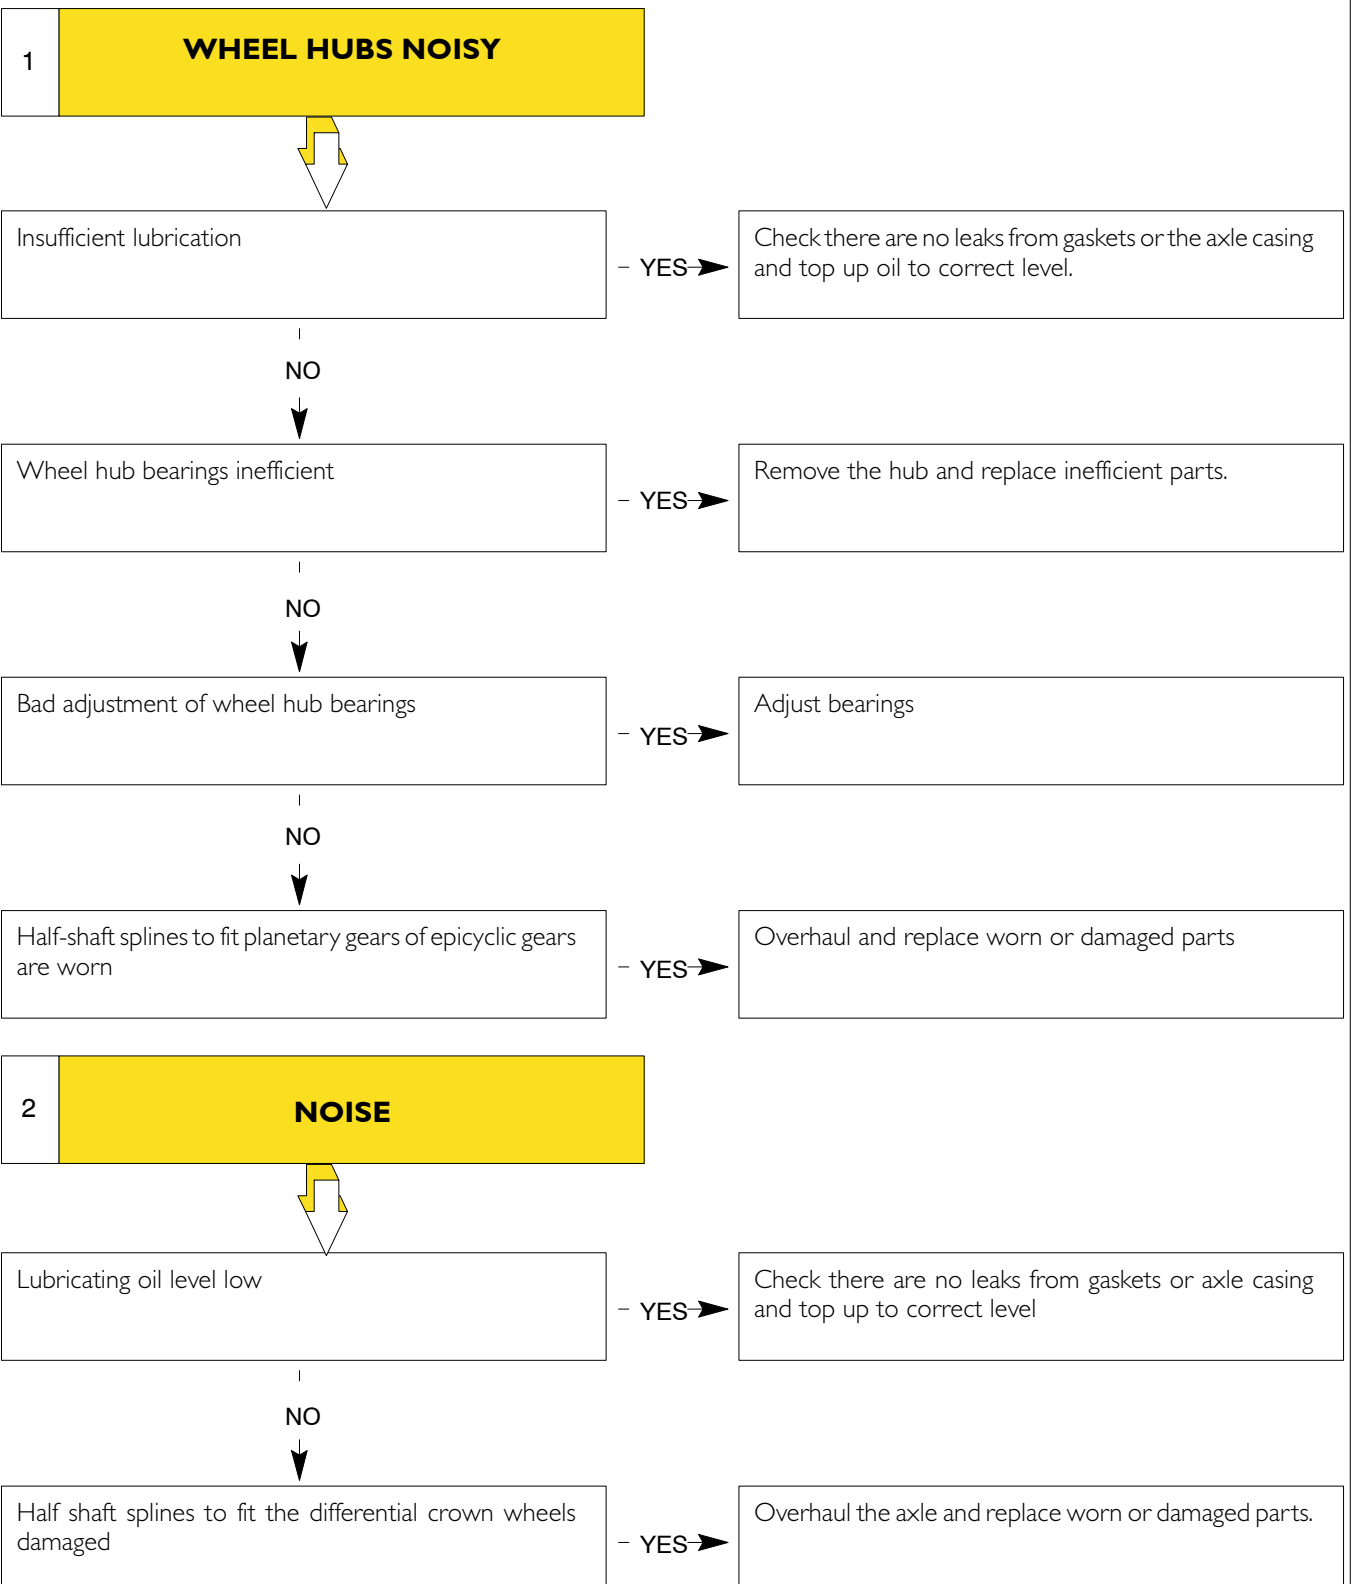 1
WHEEL HUBS NOISY
Insufficient lubrication
YES
Check there are no leaks from gaskets or the axle casing
and top up oil to correct level.
NO
Wheel hub bearings inefficient
YES
Remove the hub and replace inefficient parts.
NO
Bad adjustment of wheel hub bearings
YES
Adjust bearings
NO
Half-shaft splines to fit planetary gears of epicyclic gears
are worn
YES
Overhaul and replace worn or damaged parts
2
NOISE
Lubricating oil level low
YES
Check there are no leaks from gaskets or axle casing
and top up to correct level
NO
Half shaft splines to fit the differential crown wheels
damaged
YES
Overhaul the axle and replace worn or damaged parts.